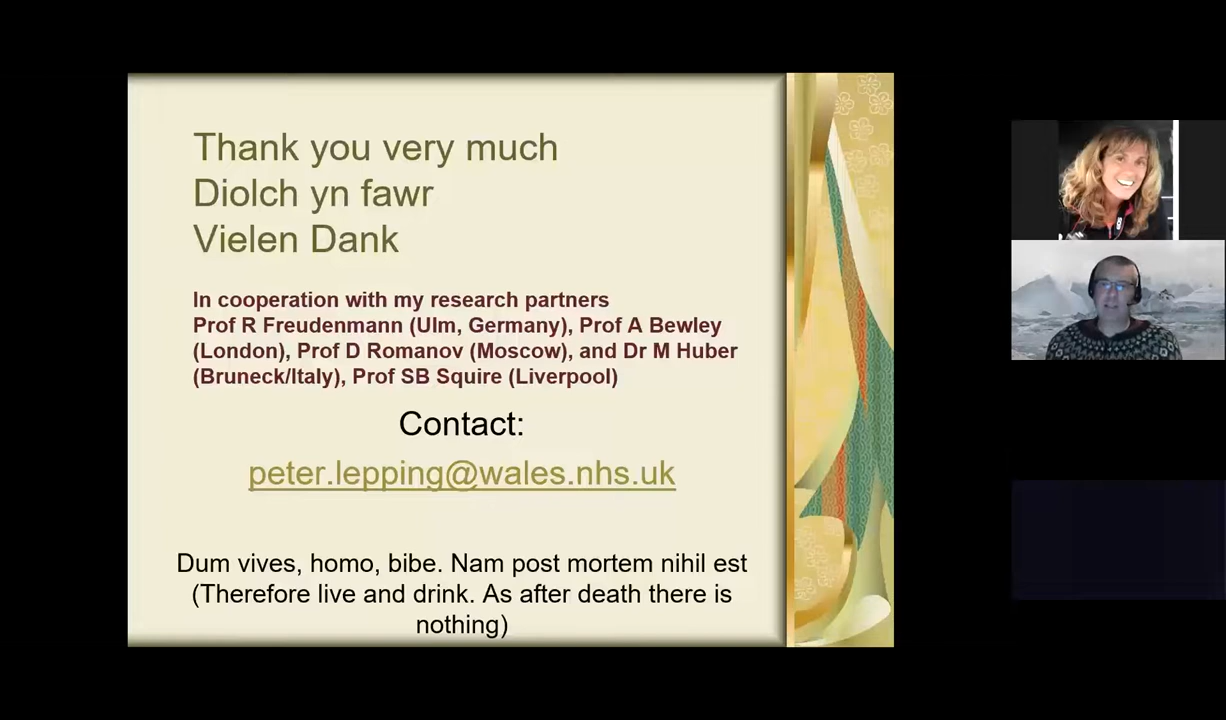 Thank you very much
Diolch yn fawr
Vielen Dank
In cooperation with my research partners
Prof R Freudenmann (Ulm, Germany), Prof A Bewley
(London), Prof D Romanov (Moscow), and Dr M Huber
(Bruneck/Italy), Prof SB Squire (Liverpool)
Contact:
peter.lepping@wales.nhs.uk
Dum vives, homo, bibe. Nam post mortem nihil est
(Therefore live and drink. As after death there is
nothing)